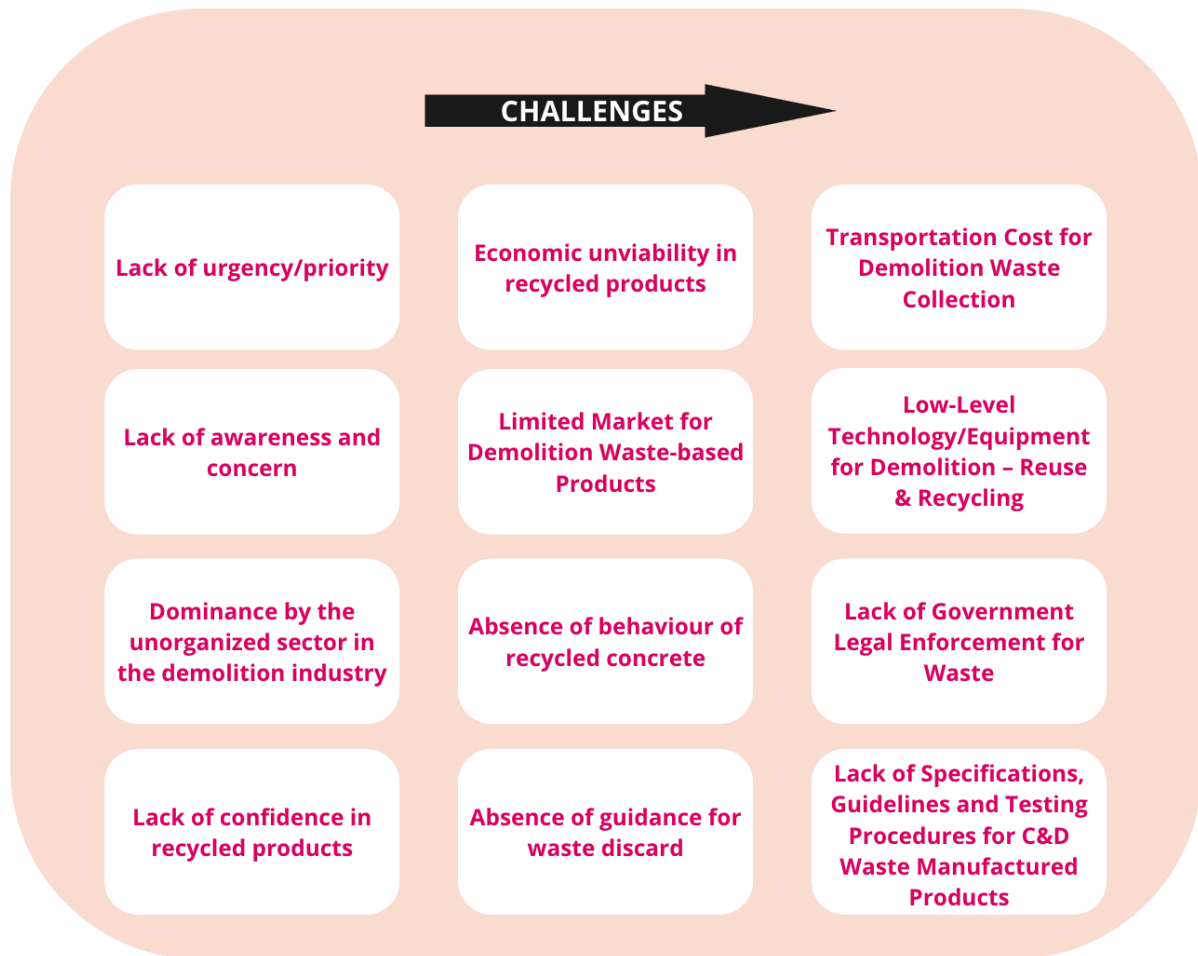 CHALLENGES
Lack of urgency/priority
Economic unviability in
recycled products
Transportation Cost for
Demolition Waste
Collection
Lack of awareness and
concern
Limited Market for
Demolition Waste-based
Products
Low-Level
Technology/Equipment
for Demolition – Reuse
& Recycling
Dominance by the
unorganized sector in
the demolition industry
Absence of behaviour of
recycled concrete
Lack of Government
Legal Enforcement for
Waste
Lack of confidence in
recycled products
Absence of guidance for
waste discard
Lack of Specifications,
Guidelines and Testing
Procedures for C&D
Waste Manufactured
Products